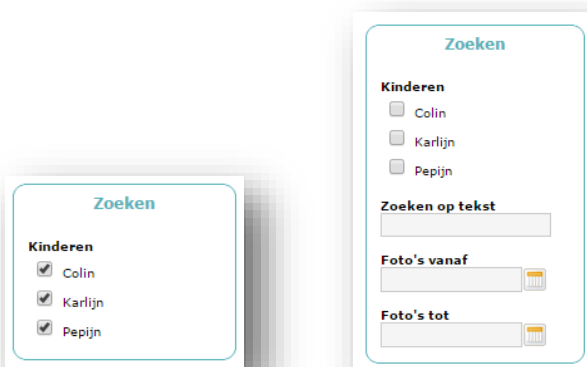 Zoeken
Kinderen
Colin
Karlijn
Pepijn
Zoeken
Kinderen
Colin
Karlijn
Pepijn
Zoeken op tekst
Foto's vanaf
Foto's tot